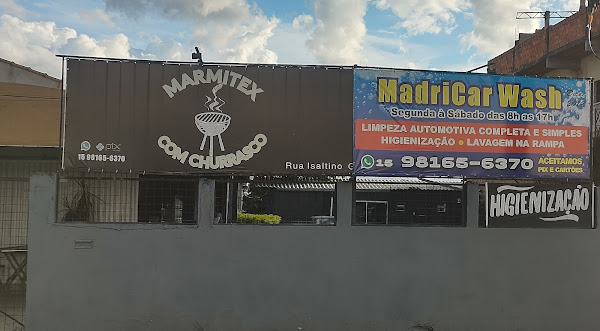 MARMITEX
COM CHURRASCO
pix
15 98165-6370
Rua Isaltino
MadriCar Wash
Segunda à Sábado das 8h as 17h
LIMPEZA AUTOMOTIVA COMPLETA E SIMPLES
HIGIENIZAÇÃO • LAVAGEM NA RAMPA
15 98165-6370
ACEITAMOS
PIX E CARTÕES
HIGIENIZAÇÃO